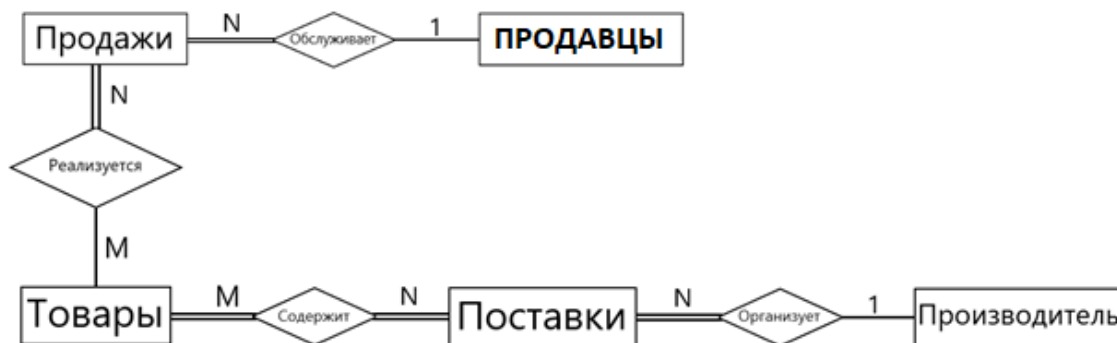 Продажи
N
Обслуживает
1
ПРОДАВЦЫ
N
Реализуется
M
Товары
M
Содержит
N
Поставки
N
Организует
1
Производитель